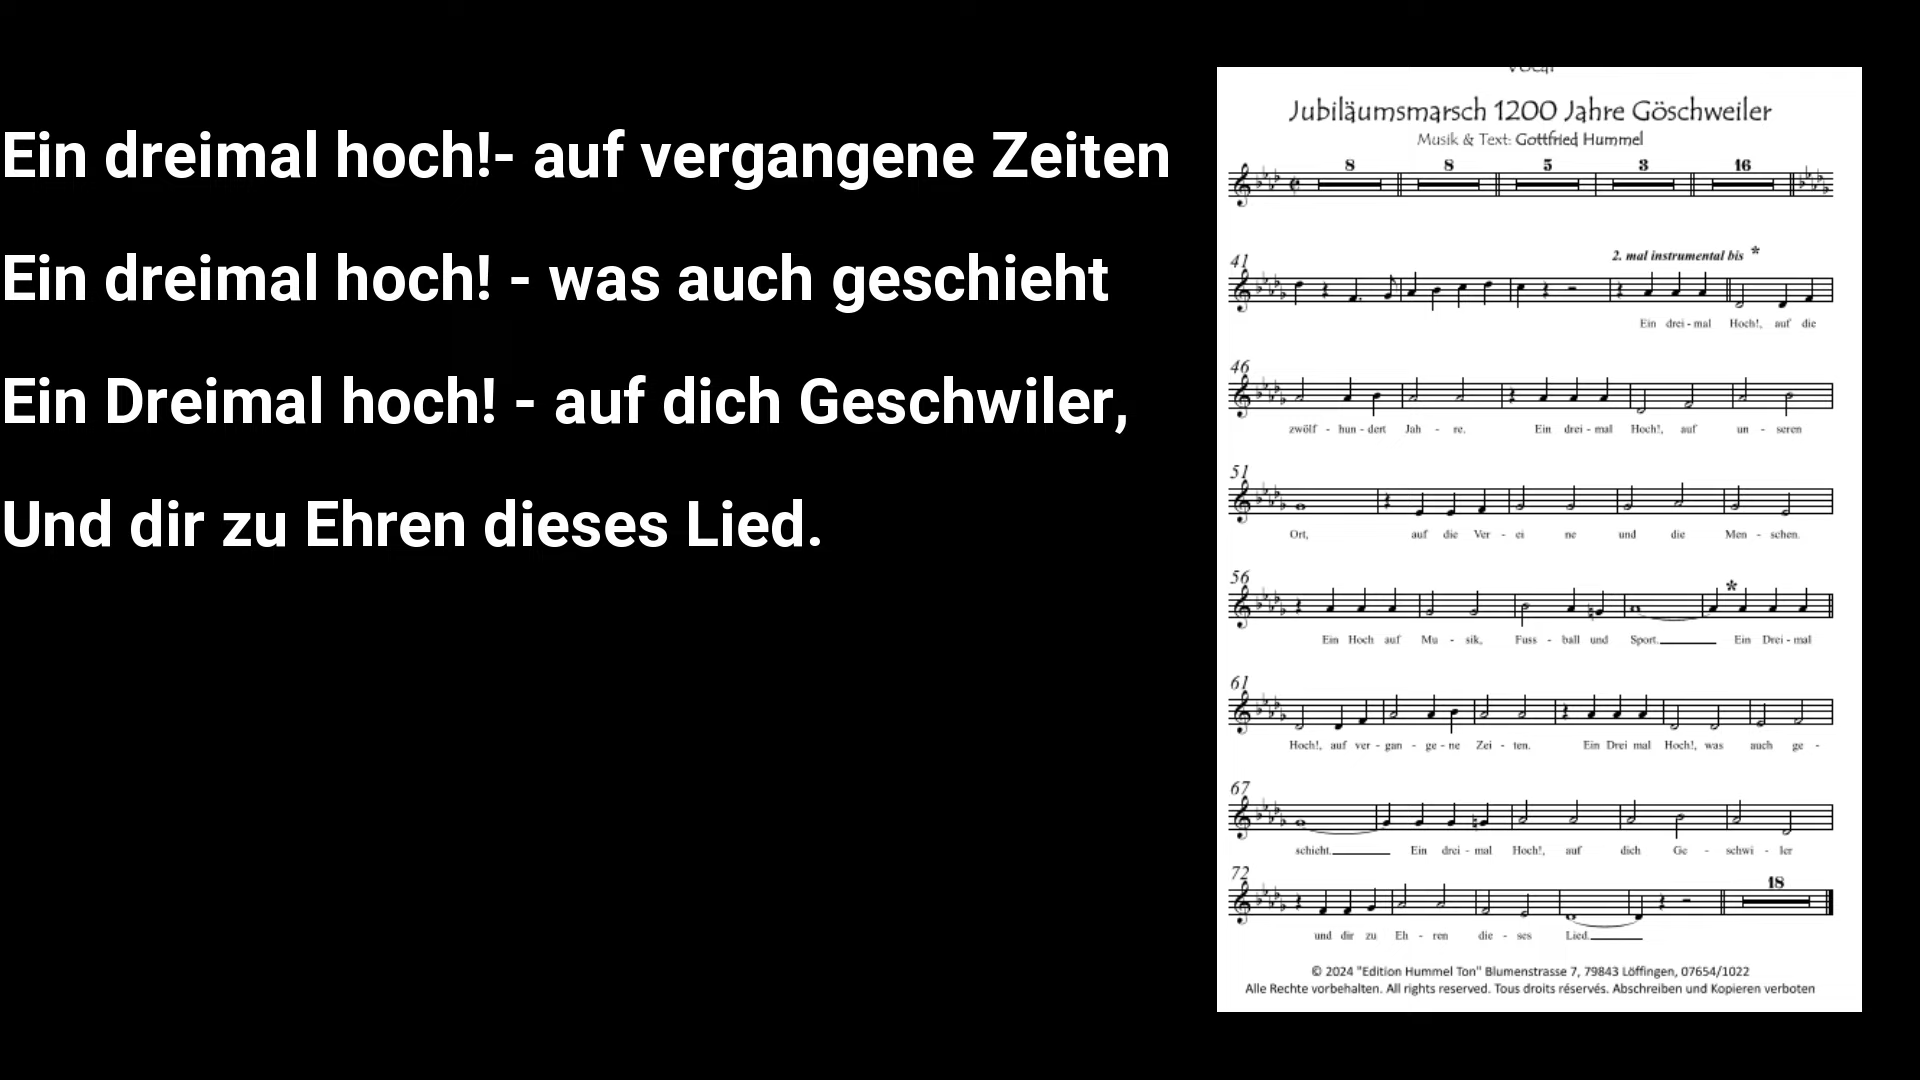 Ein dreimal hoch!- auf vergangene Zeiten
Ein dreimal hoch! - was auch geschieht
Ein Dreimal hoch! - auf dich Geschwiler,
Und dir zu Ehren dieses Lied.
Jubiläumsmarsch 1200 Jahre Göschweiler
Musik & Text: Gottfried Hummel
8 8 5 3 16
41 2. mal instrumental bis *
Ein drei - mal Hoch!, auf die
46
zwölf - hun - dert Jah - re. Ein drei - mal Hoch!, auf un - seren
51
Ort, auf die Ver - ei ne und die Men - schen.
56 *
Ein Hoch auf Mu - sik, Fuss - ball und Sport. Ein Drei - mal
61
Hoch!, auf ver - gan - ge - ne Zei - ten. Ein Drei mal Hoch!, was auch ge -
67
schieht. Ein drei - mal Hoch!, auf dich Ge - schwi - ler
72 18
und dir zu Eh - ren die - ses Lied.
© 2024 "Edition Hummel Ton" Blumenstrasse 7, 79843 Löffingen, 07654/1022
Alle Rechte vorbehalten. All rights reserved. Tous droits réservés. Abschreiben und Kopieren verboten